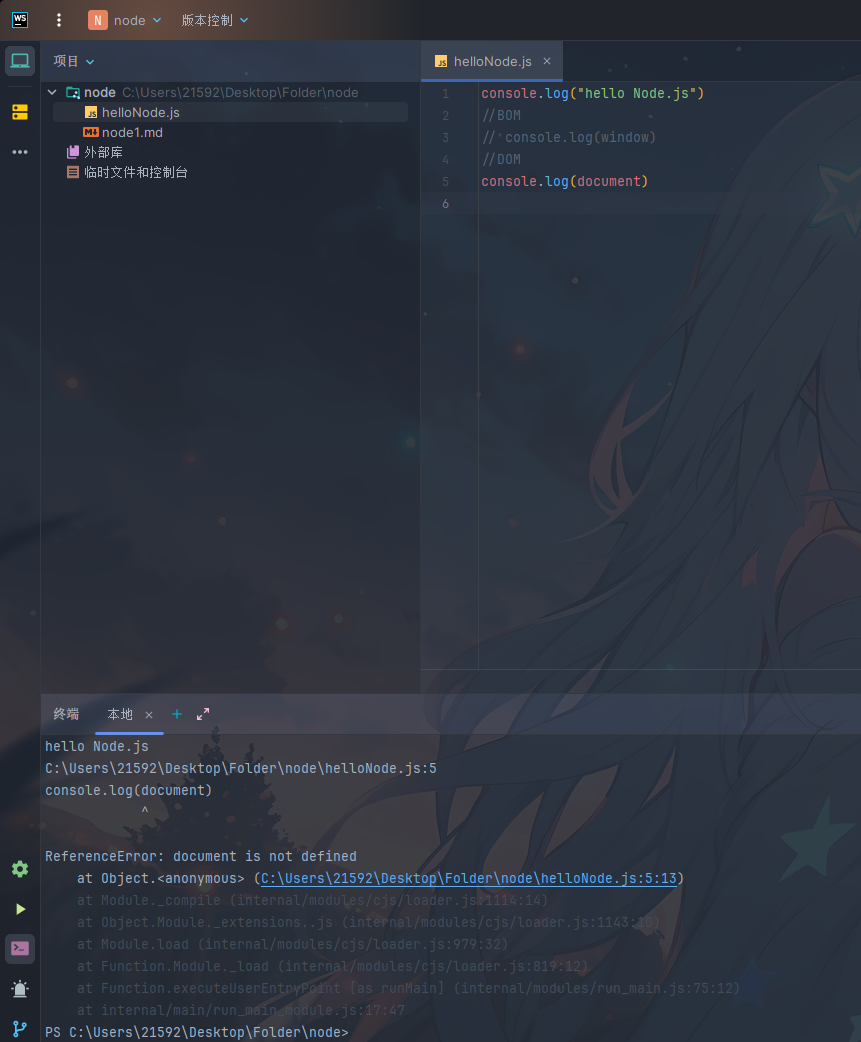 WS
N node 版本控制
项目
node C:\Users\21592\Desktop\Folder\node
JS helloNode.js
M↓ node1.md
外部库
临时文件和控制台
JS helloNode.js ×
1 console.log("hello Node.js")
2 //BOM
3 // console.log(window)
4 //DOM
5 console.log(document)
6
终端 本地 × +
hello Node.js
C:\Users\21592\Desktop\Folder\node\helloNode.js:5
console.log(document)
^
ReferenceError: document is not defined
at Object.<anonymous> (C:\Users\21592\Desktop\Folder\node\helloNode.js:5:13)
at Module._compile (internal/modules/cjs/loader.js:1114:14)
at Object.Module._extensions..js (internal/modules/cjs/loader.js:1143:10)
at Module.load (internal/modules/cjs/loader.js:979:32)
at Function.Module._load (internal/modules/cjs/loader.js:819:12)
at Function.executeUserEntryPoint [as runMain] (internal/modules/run_main.js:75:12)
at internal/main/run_main_module.js:17:47
PS C:\Users\21592\Desktop\Folder\node>